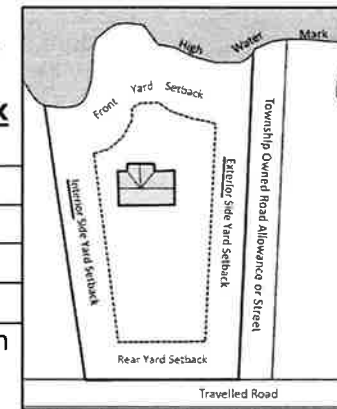 High Water Mark
Front Yard Setback
Interior Side Yard Setback
Exterior Side Yard Setback
Township Owned Road Allowance or Street
Rear Yard Setback
Travelled Road